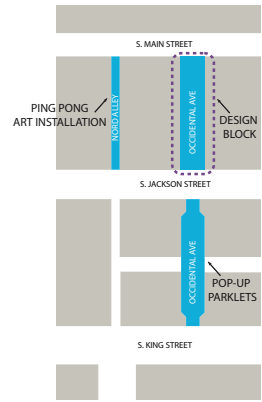 S. MAIN STREET
PING PONG
ART INSTALLATION
NORD ALLEY
OCCIDENTAL AVE
DESIGN
BLOCK
S. JACKSON STREET
OCCIDENTAL AVE
POP-UP
PARKLETS
S. KING STREET